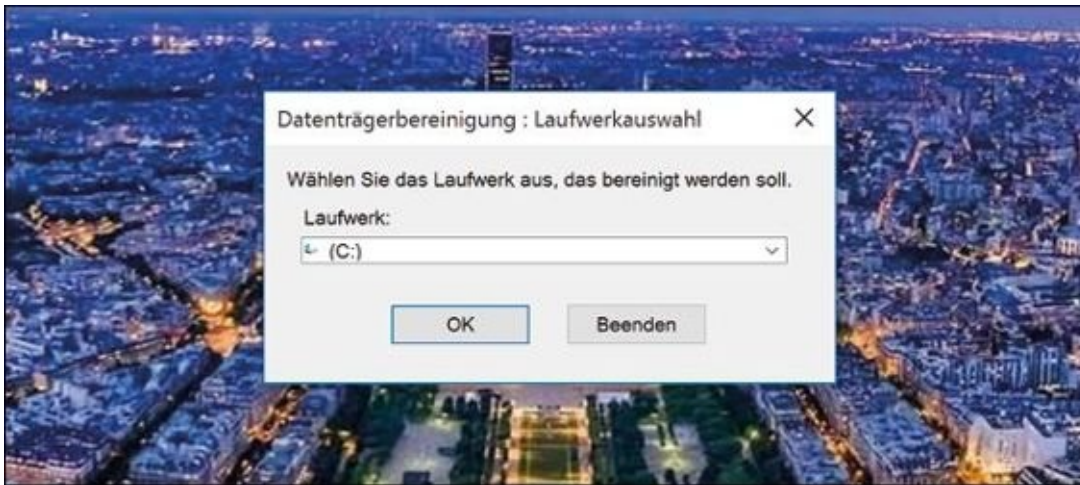 Datenträgerbereinigung : Laufwerkauswahl
Wählen Sie das Laufwerk aus, das bereinigt werden soll.
Laufwerk:
(C:)
OK
Beenden